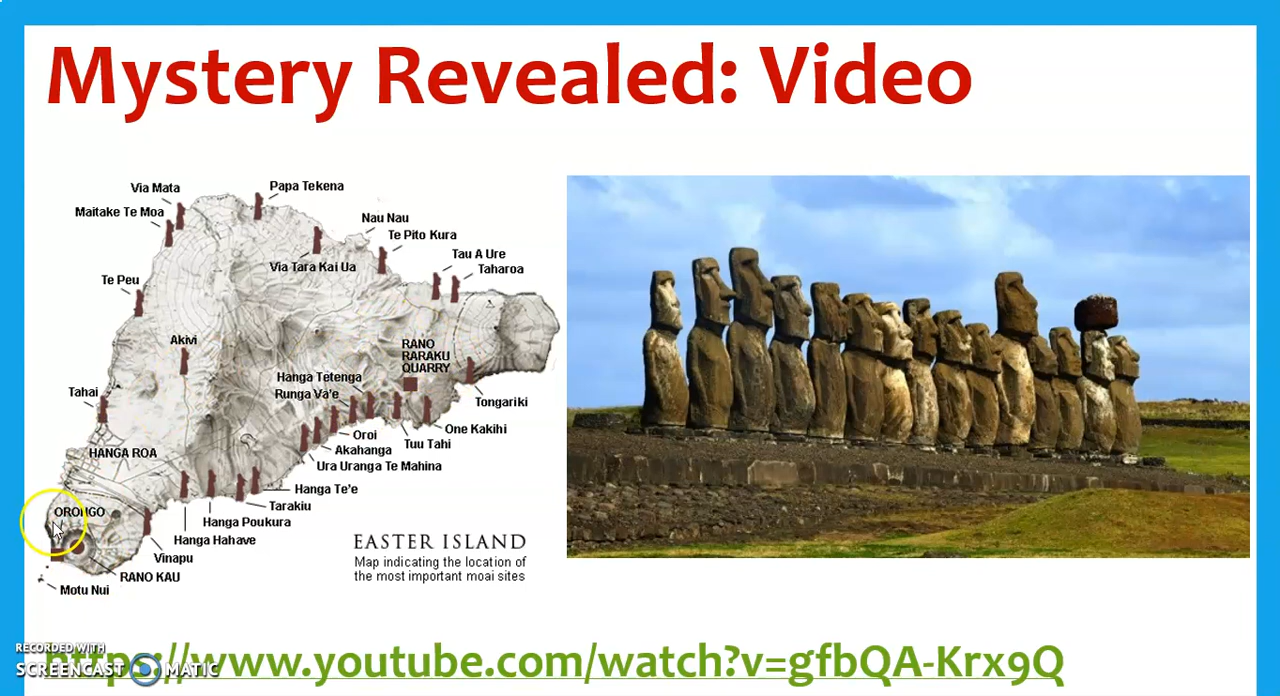 Mystery Revealed: Video
Via Mata
Papa Tekena
Maitake Te Moa
Nau Nau
Te Pito Kura
Tau A Ure
Via Tara Kai Ua
Taharoa
Te Peu
Akivi
RANO
RARAKU
QUARRY
Hanga Tetenga
Runga Va'e
Tahai
Tongariki
One Kakihi
Oroi
Tuu Tahi
Akahanga
HANGA ROA
Ura Uranga Te Mahina
Hanga Te'e
Tarakiu
ORONGO
Hanga Poukura
Hanga Hahave
Vinapu
RANO KAU
Motu Nui
EASTER ISLAND
Map indicating the location of
the most important moai sites
https://www.youtube.com/watch?v=gfbQA-Krx9Q
RECORDED WITH
SCREENCAST MATIC